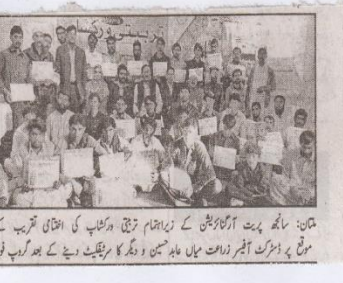 ملتان: سانجھ پریت آرگنائزیشن کے زیراہتمام تربیتی ورکشاپ کی اختتامی تقریب کے
موقع پر ڈسٹرکٹ آفیسر زراعت میاں عابد حسین و دیگر کا سرٹیفکیٹ دینے کے بعد گروپ فو